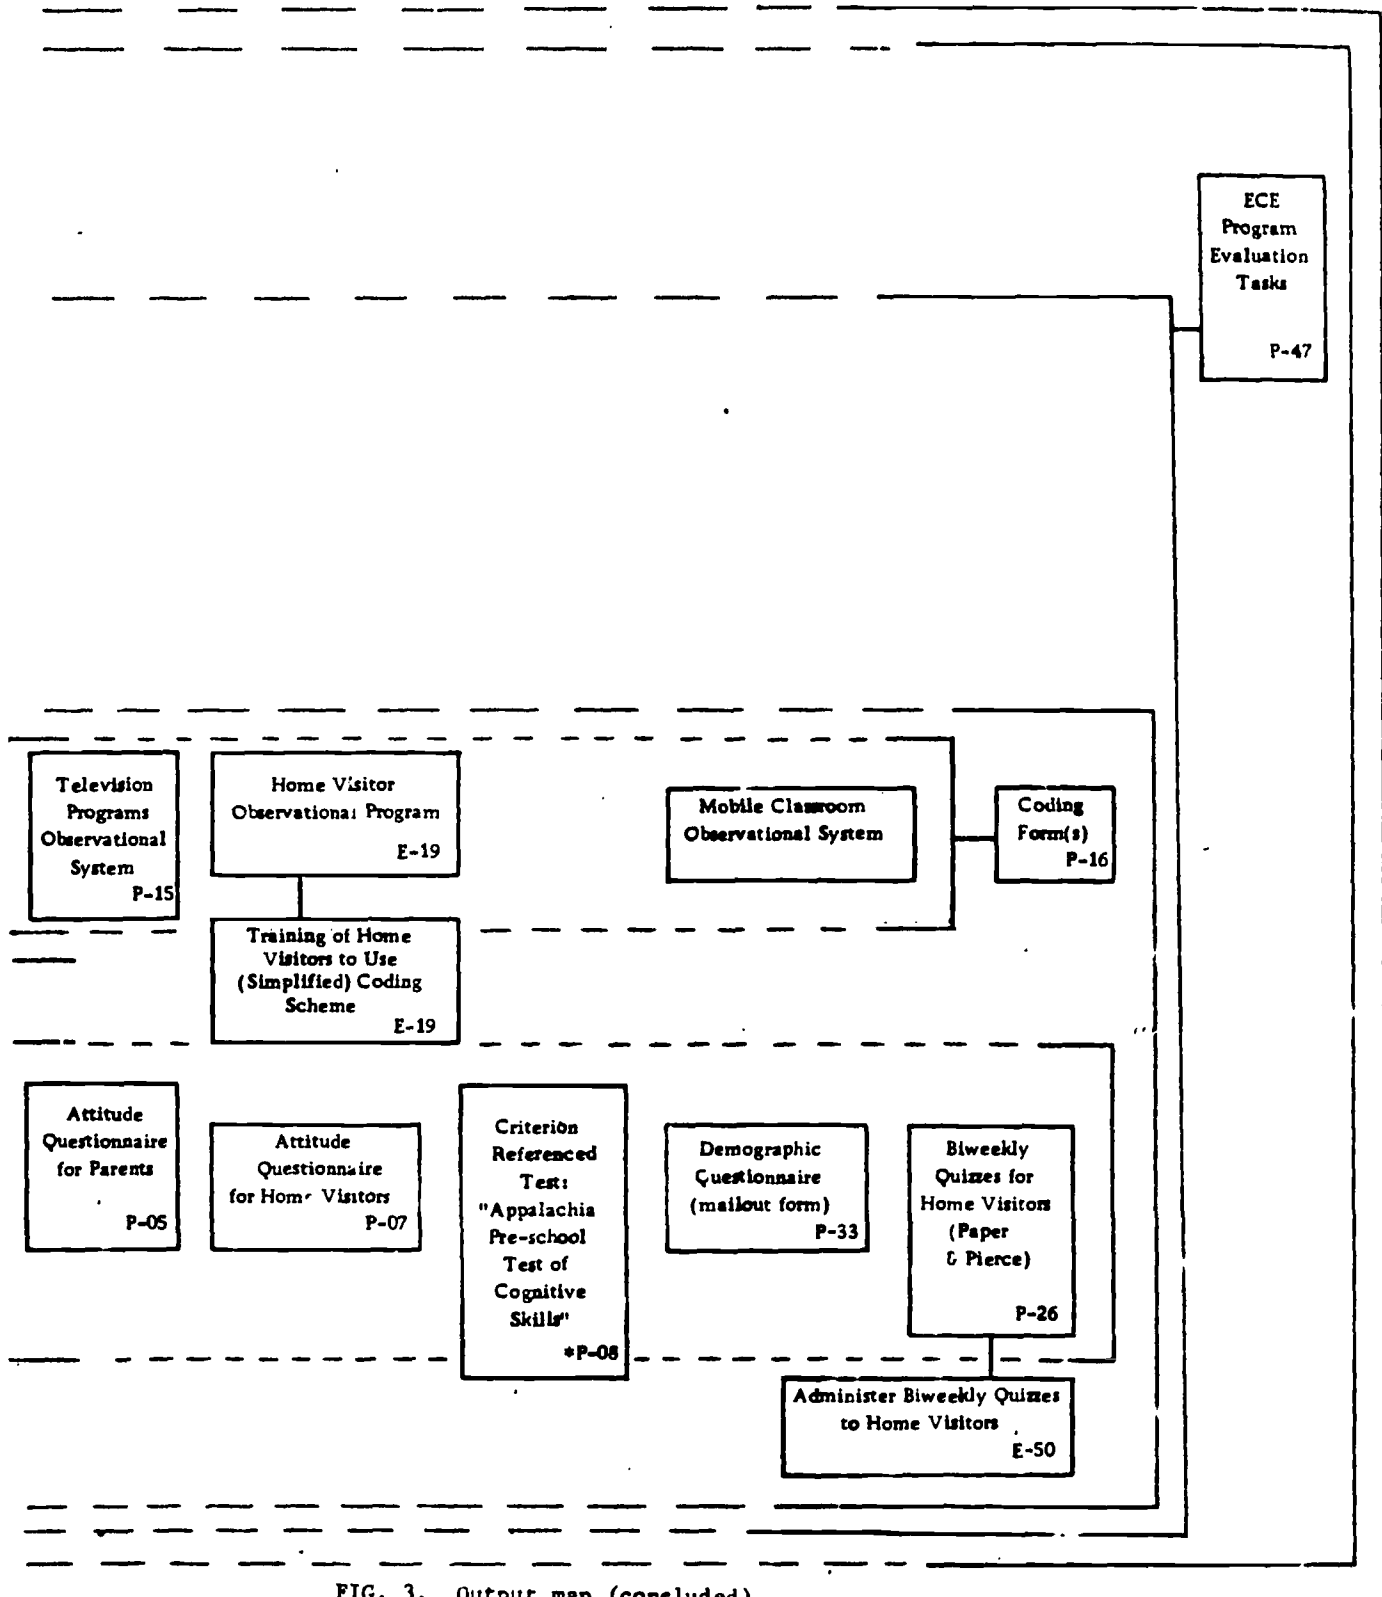 ECE
Program
Evaluation
Tasks
P-47
Television
Programs
Observational
System
P-15
Home Visitor
Observational Program
E-19
Mobile Classroom
Observational System
Coding
Form(s)
P-16
Training of Home
Visitors to Use
(Simplified) Coding
Scheme
E-19
Attitude
Questionnaire
for Parents
P-05
Attitude
Questionnaire
for Home Visitors
P-07
Criterion
Referenced
Test:
"Appalachia
Pre-school
Test of
Cognitive
Skills"
*P-08
Demographic
Questionnaire
(mailout form)
P-33
Biweekly
Quizzes for
Home Visitors
(Paper
& Pierce)
P-26
Administer Biweekly Quizzes
to Home Visitors
E-50
FIG. 3. Output map (concluded)